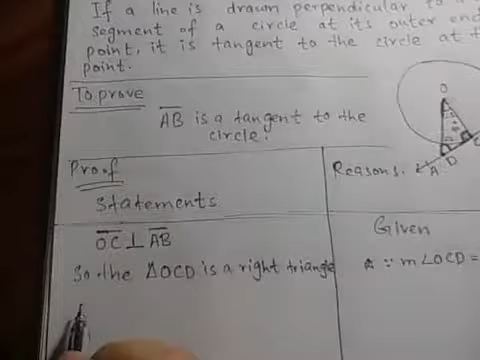 If a line is drawn perpendicular to a
segment of a circle at its outer end
point, it is tangent to the circle at t
point.
To prove
AB is a tangent to the
circle.
Proof
Statements
Reasons.
O
A
D
OC ⊥ AB
Given
So the ΔOCD is a right triangle
∵ m∠OCD =